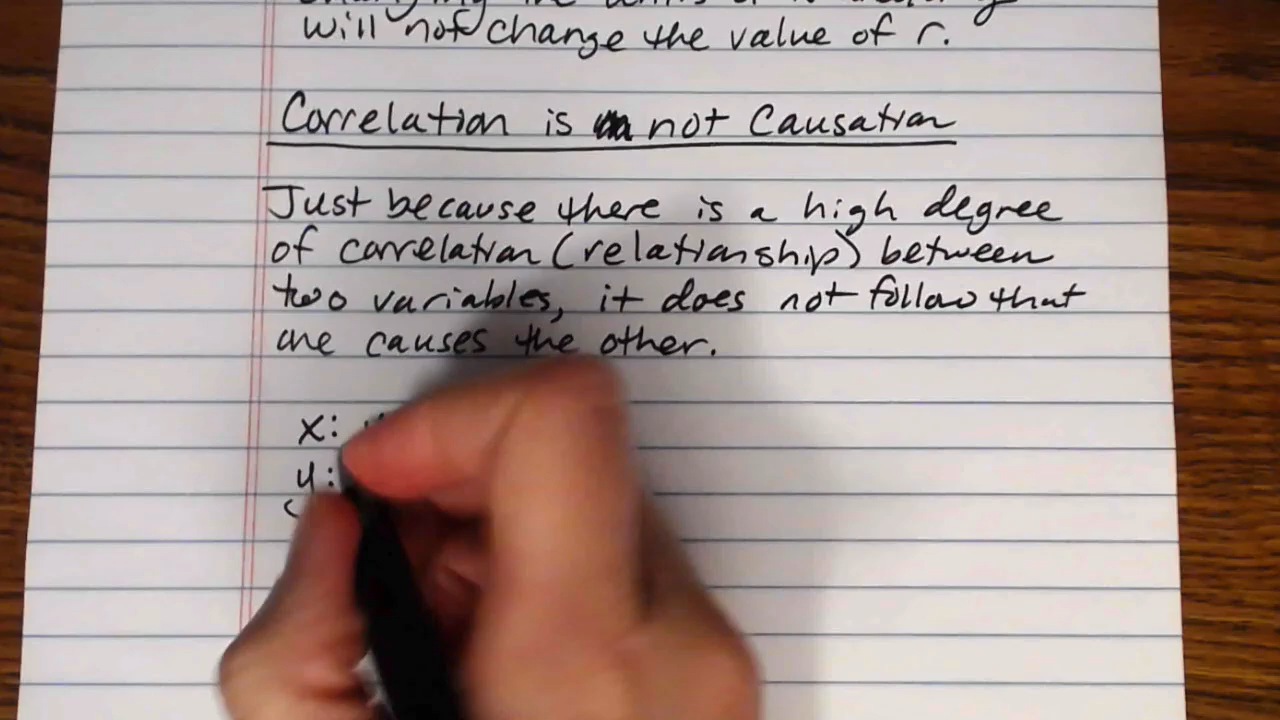 will not change the value of r.
Correlation is not Causation
Just because there is a high degree
of correlation (relationship) between
two variables, it does not follow that
one causes the other.
x:
y: